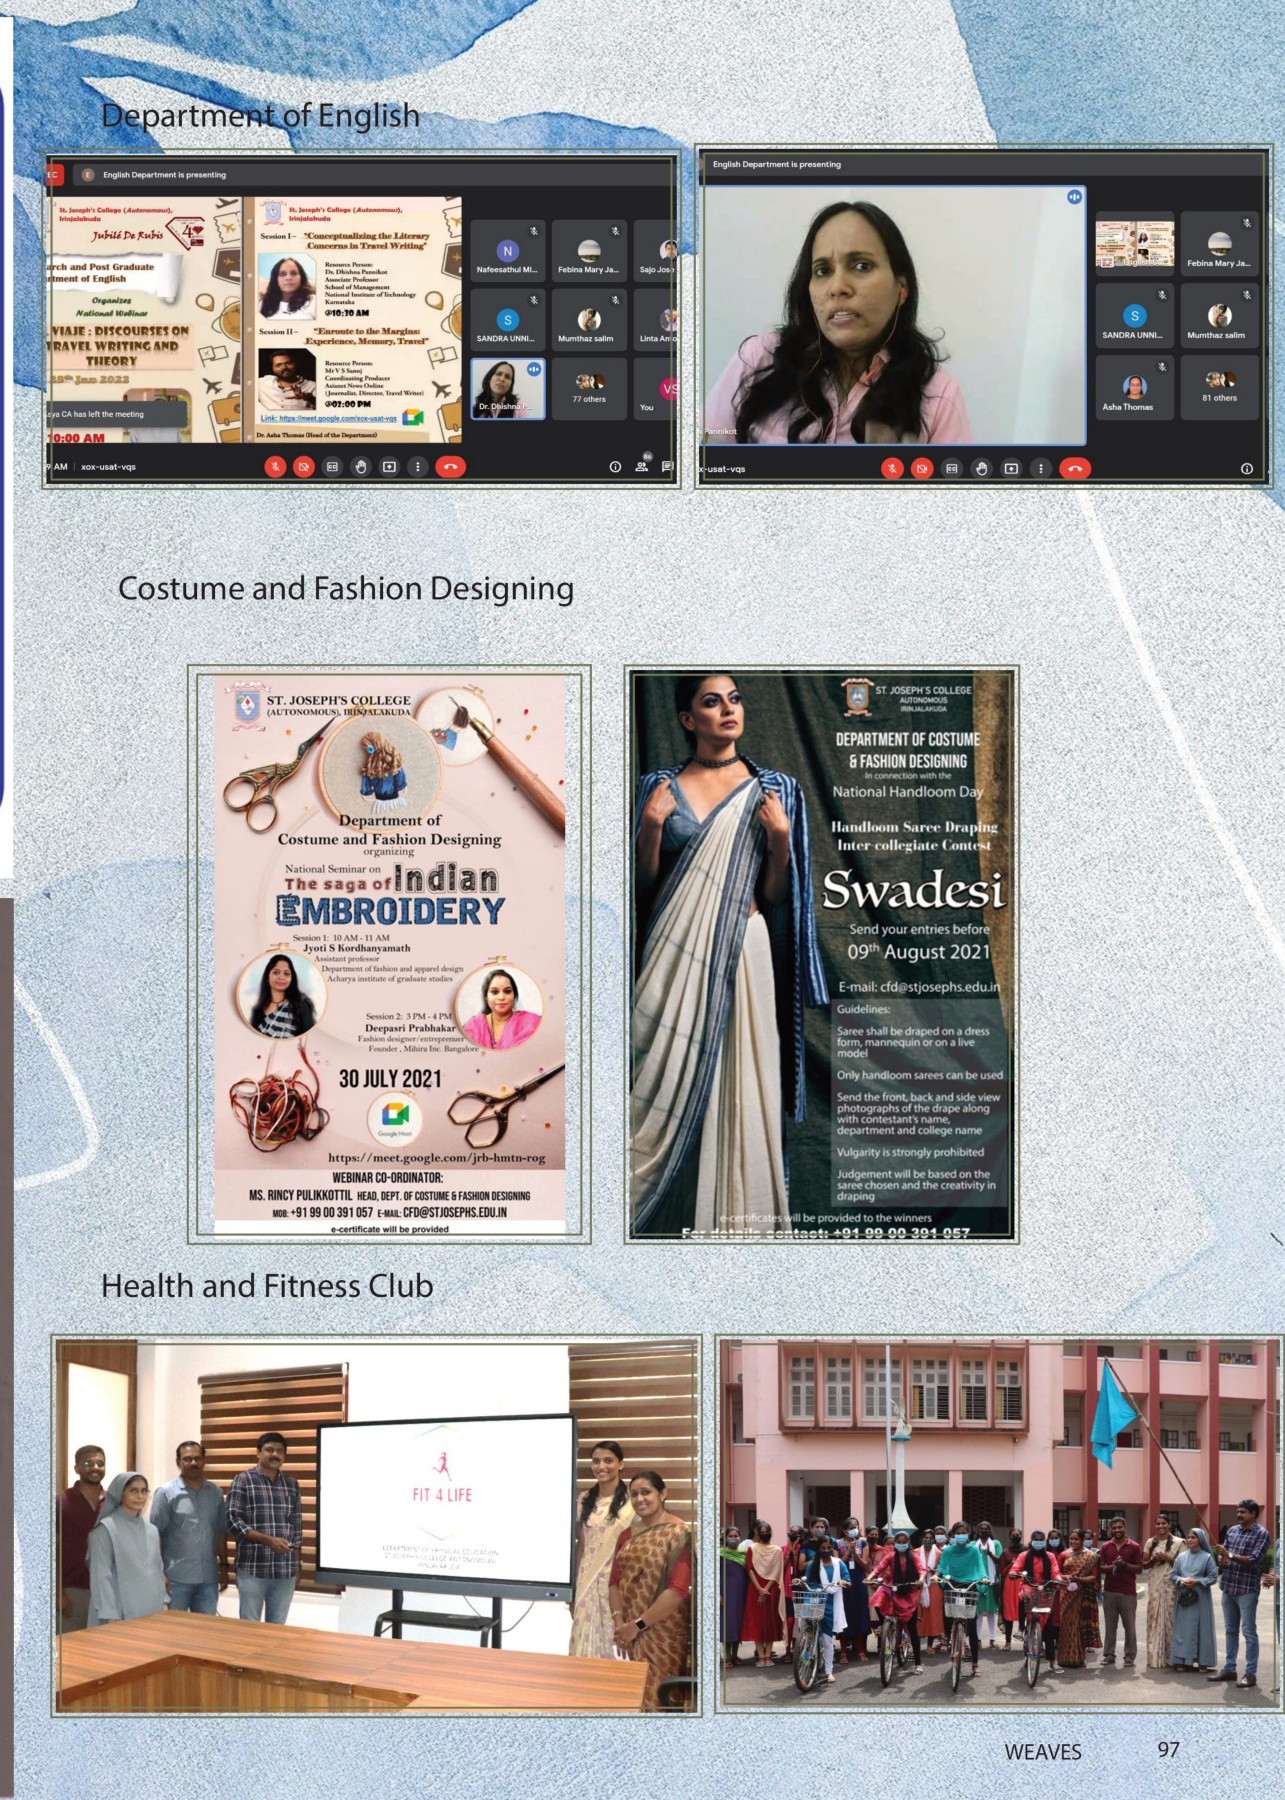 Department of English
EC
E English Department is presenting
St. Joseph's College (Autonomous),
Irinjalakuda
Jubilé De Rubis
arch and Post Graduate
rtment of English
Organizes
National Webinar
VIAJE : DISCOURSES ON
RAVEL WRITING AND
THEORY
28th Jan 2022
aya CA has left the meeting
0:00 AM
St. Joseph's College (Autonomous),
Irinjalakuda
Session I – "Conceptualizing the Literary
Concerns in Travel Writing"
Resource Person:
Dr. Dhishna Pannikot
Associate Professor
School of Management
National Institute of Technology
Karnataka
@10:30 AM
Session II – "Enroute to the Margins:
Experience, Memory, Travel"
Resource Person:
Mr V S Sanoj
Coordinating Producer
Asianet News Online
(Journalist, Director, Travel Writer)
@02:00 PM
Link: https://meet.google.com/xox-usat-vqs
Dr. Asha Thomas (Head of the Department)
N
Nafeesathul Mi...
Febina Mary Ja...
Sajo Jos
S
SANDRA UNNI...
Mumthaz salim
Linta Anto
Dr. Dhishna P...
77 others
VS
You
9 AM | xox-usat-vqs
86
English Department is presenting
Pannikot
Febina Mary Ja...
S
SANDRA UNNI...
Mumthaz salim
Asha Thomas
81 others
x-usat-vqs
Costume and Fashion Designing
ST. JOSEPH'S COLLEGE
(AUTONOMOUS), IRINJALAKUDA
Department of
Costume and Fashion Designing
organizing
National Seminar on
The saga of Indian
EMBROIDERY
Session 1: 10 AM - 11 AM
Jyoti S Kordhanyamath
Assistant professor
Department of fashion and apparel design
Acharya institute of graduate studies
Session 2: 3 PM - 4 PM
Deepasri Prabhakar
Fashion designer/entreprenuer
Founder , Mihira Inc. Bangalore
30 JULY 2021
Google Meet
https://meet.google.com/jrb-hmtn-rog
WEBINAR CO-ORDINATOR:
MS. RINCY PULIKKOTTIL HEAD, DEPT. OF COSTUME & FASHION DESIGNING
MOB: +91 99 00 391 057 E-MAIL: CFD@STJOSEPHS.EDU.IN
e-certificate will be provided
ST. JOSEPH'S COLLEGE
AUTONOMOUS
IRINJALAKUDA
DEPARTMENT OF COSTUME
& FASHION DESIGNING
In connection with the
National Handloom Day
Handloom Saree Draping
Inter-collegiate Contest
Swadesi
Send your entries before
09th August 2021
E-mail: cfd@stjosephs.edu.in
Guidelines:
Saree shall be draped on a dress
form, mannequin or on a live
model
Only handloom sarees can be used
Send the front, back and side view
photographs of the drape along
with contestant's name,
department and college name
Vulgarity is strongly prohibited
Judgement will be based on the
saree chosen and the creativity in
draping
e-certificates will be provided to the winners
For details contact: +91 99 00 391 057
Health and Fitness Club
FIT 4 LIFE
DEPARTMENT OF PHYSICAL EDUCATION
ST.JOSEPH'S COLLEGE (AUTONOMOUS)
IRINJALAKUDA
WEAVES 97